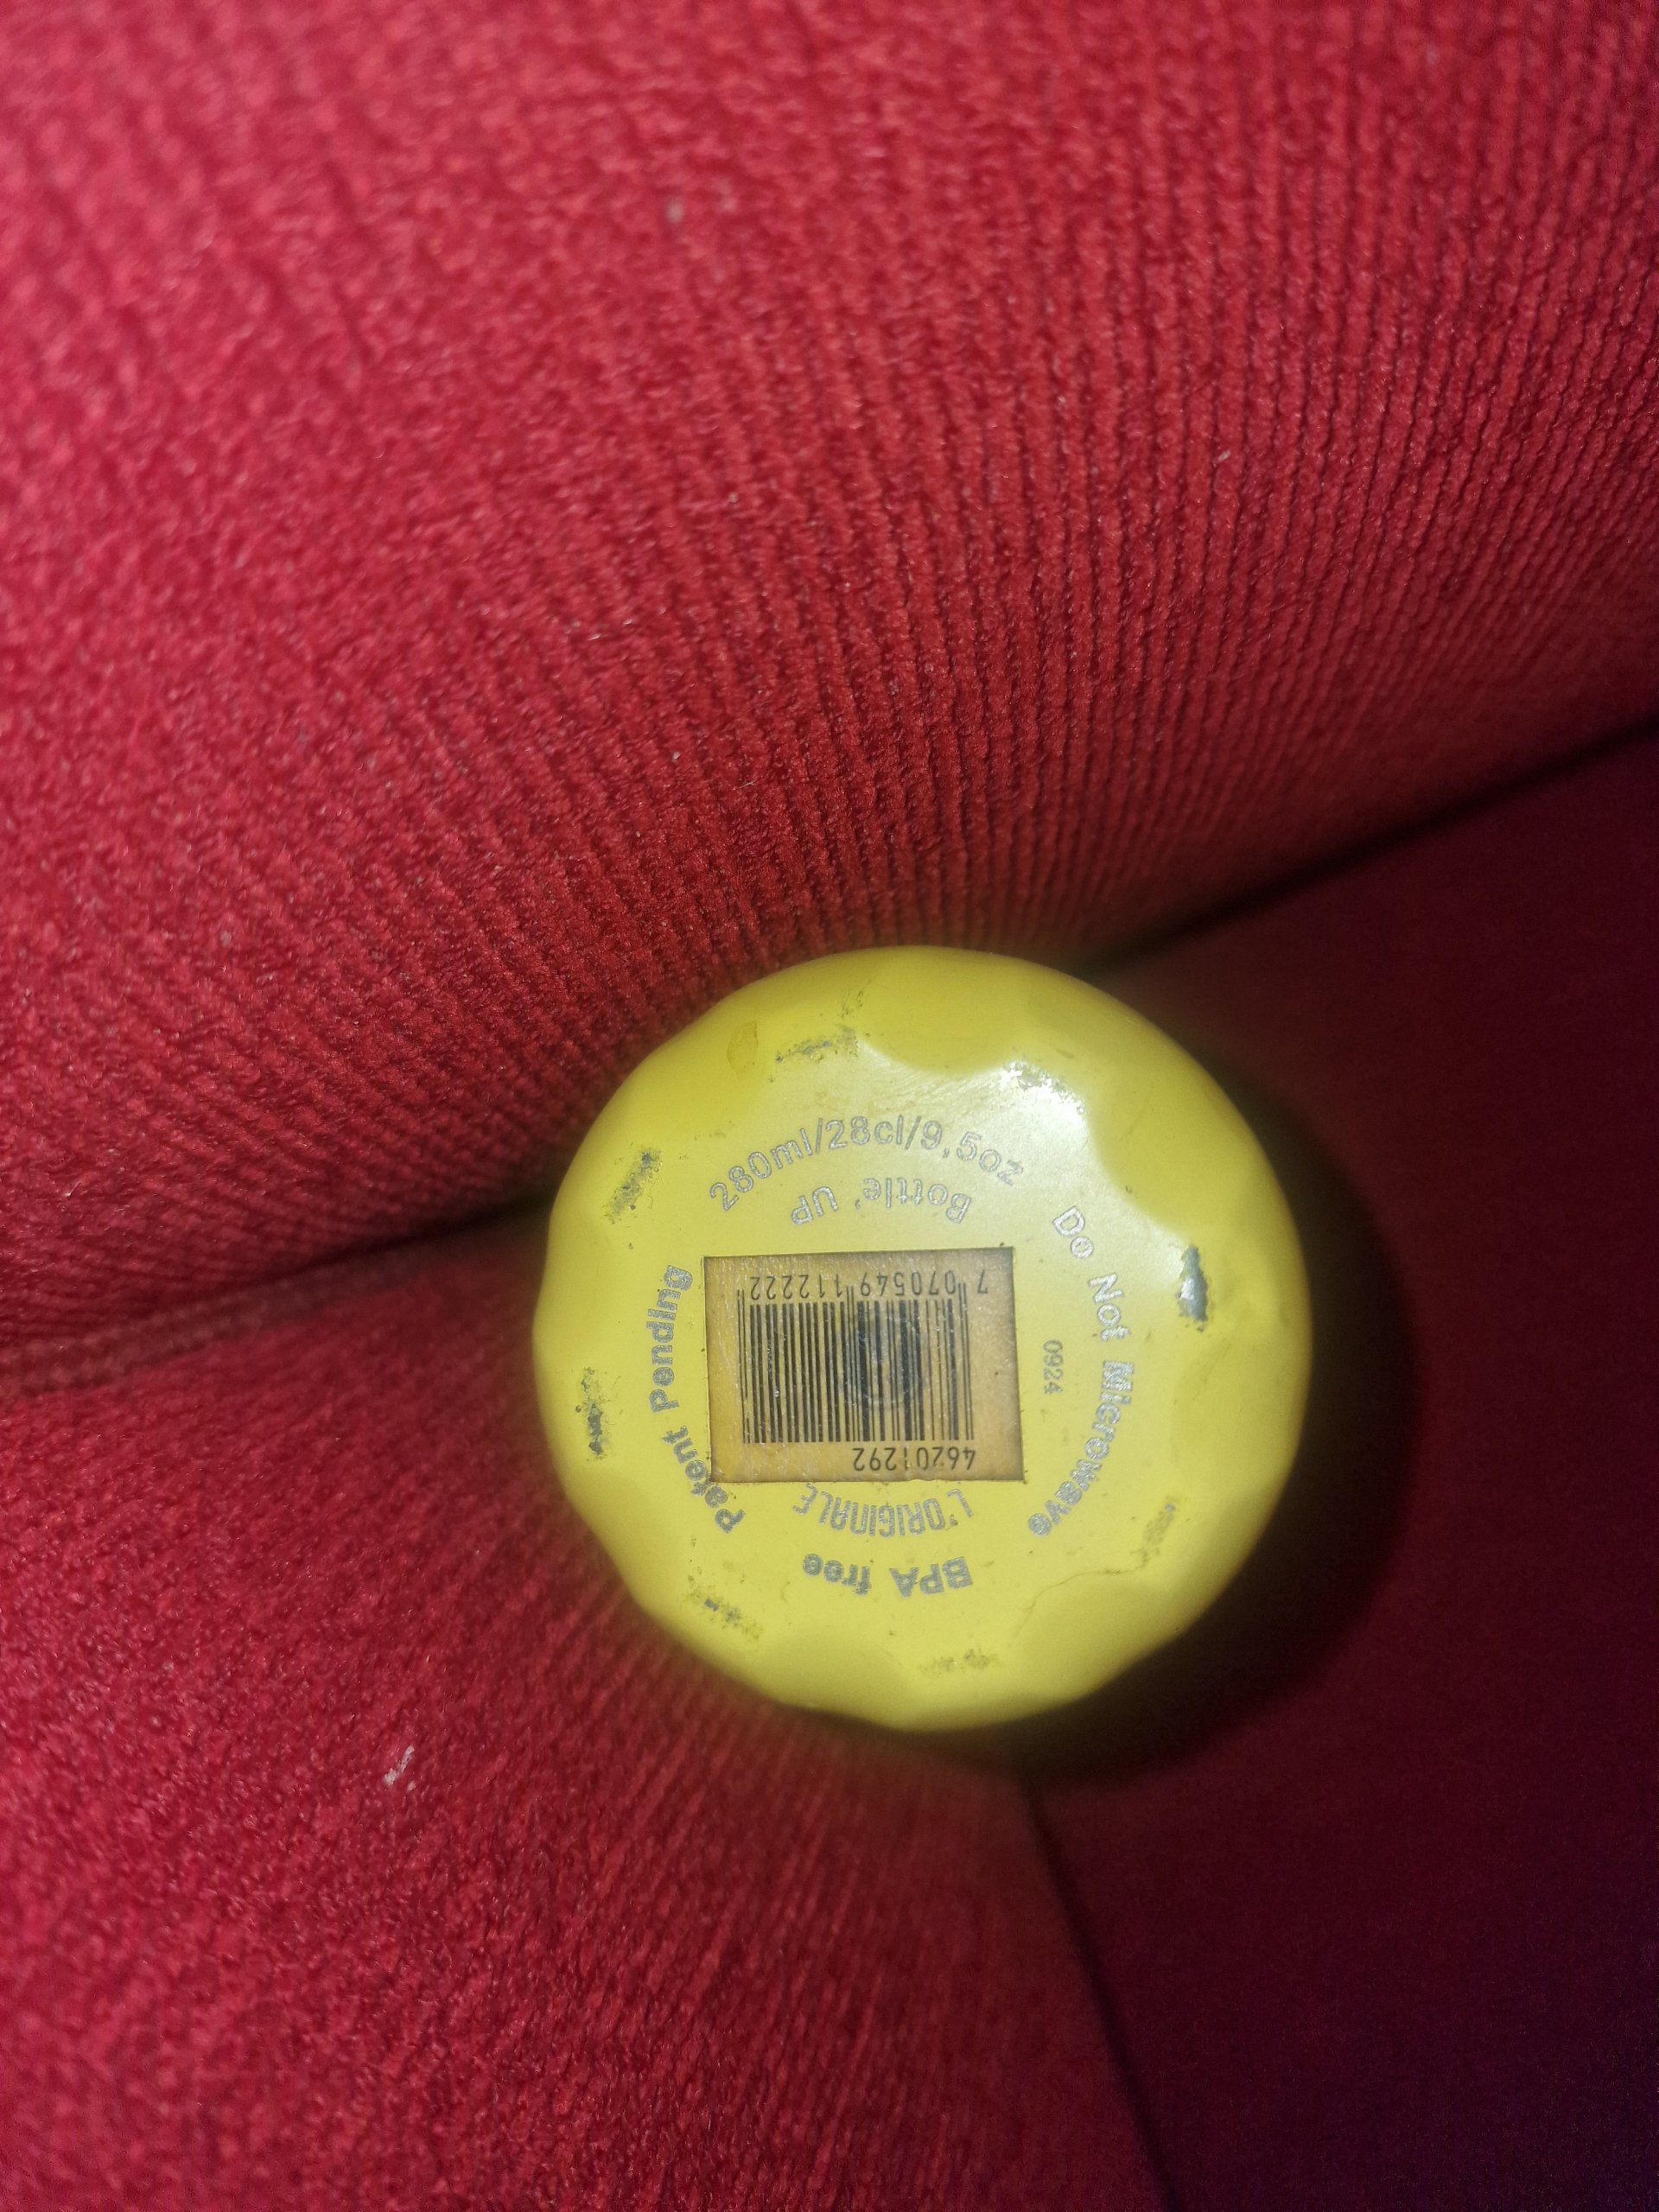 280ml/28cl/9,5oz
Bottle' UP
Do Not Microwave
0924
7 070549 112222
46201292
L'ORIGINALE
BPA free
Patent Pending